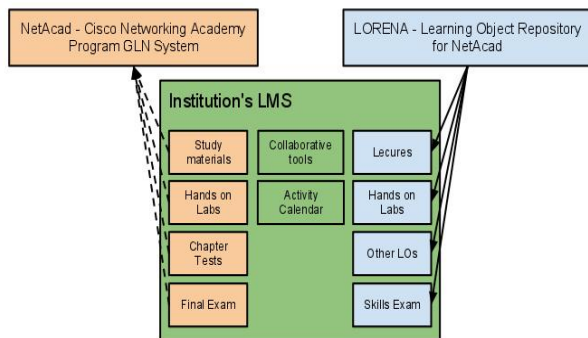 NetAcad - Cisco Networking Academy
Program GLN System
LORENA - Learning Object Repository
for NetAcad
Institution's LMS
Study
materials
Collaborative
tools
Lecures
Hands on
Labs
Activity
Calendar
Hands on
Labs
Chapter
Tests
Other LOs
Final Exam
Skills Exam